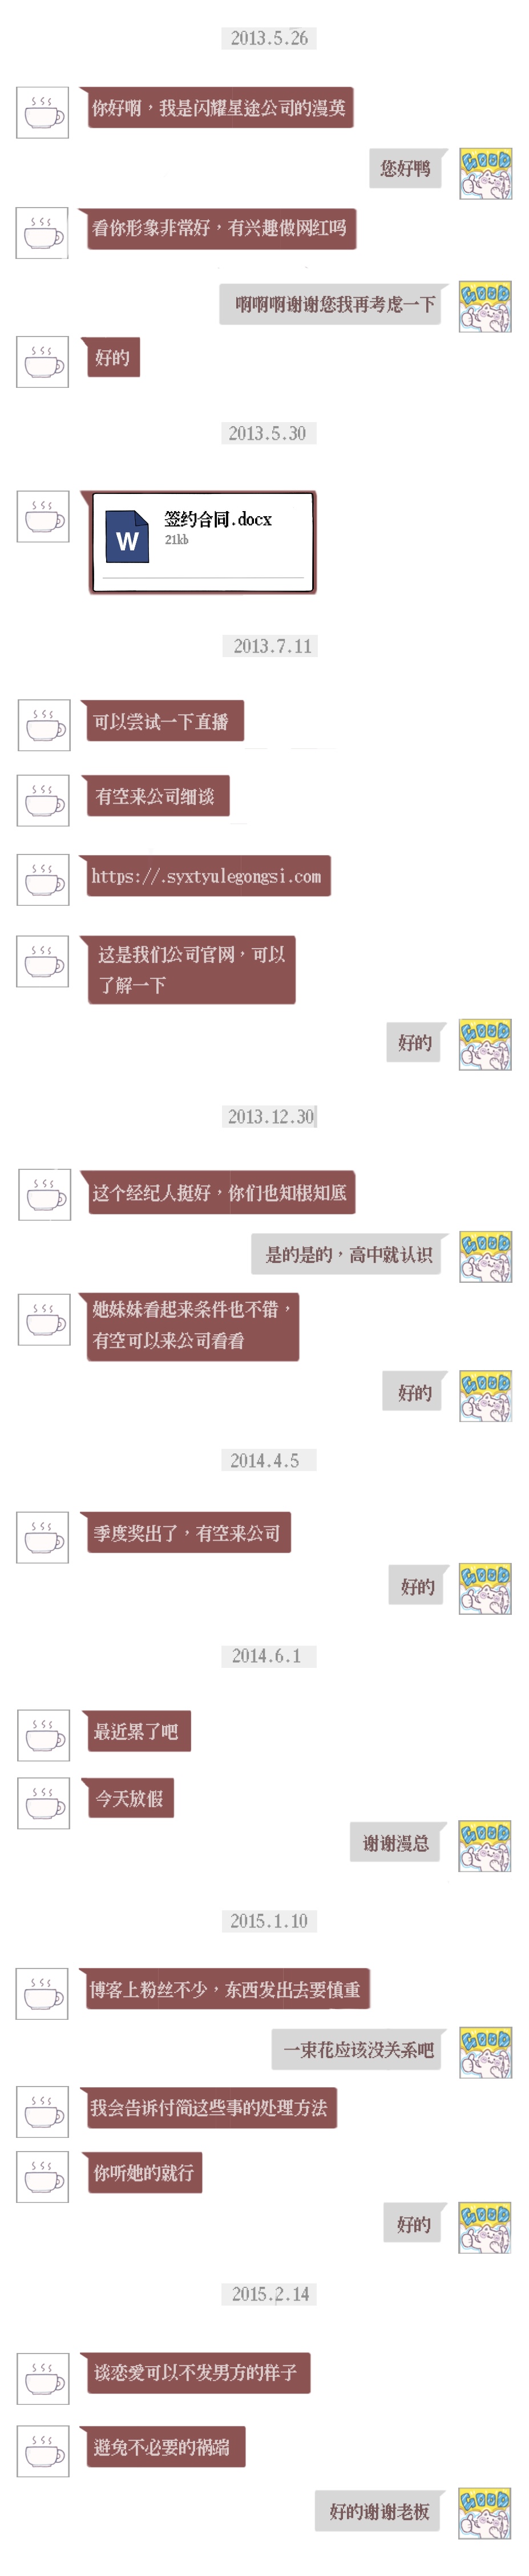 2013.5.26
你好啊，我是闪耀星途公司的漫英
您好鸭
看你形象非常好，有兴趣做网红吗
啊啊啊谢谢您我再考虑一下
好的
2013.5.30
签约合同.docx
21kb
W
2013.7.11
可以尝试一下直播
有空来公司细谈
https://.syxtyulegongsi.com
这是我们公司官网，可以
了解一下
好的
2013.12.30
这个经纪人挺好，你们也知根知底
是的是的，高中就认识
她妹妹看起来条件也不错，
有空可以来公司看看
好的
2014.4.5
季度奖出了，有空来公司
好的
2014.6.1
最近累了吧
今天放假
谢谢漫总
2015.1.10
博客上粉丝不少，东西发出去要慎重
一束花应该没关系吧
我会告诉付简这些事的处理方法
你听她的就行
好的
2015.2.14
谈恋爱可以不发男方的样子
避免不必要的祸端
好的谢谢老板